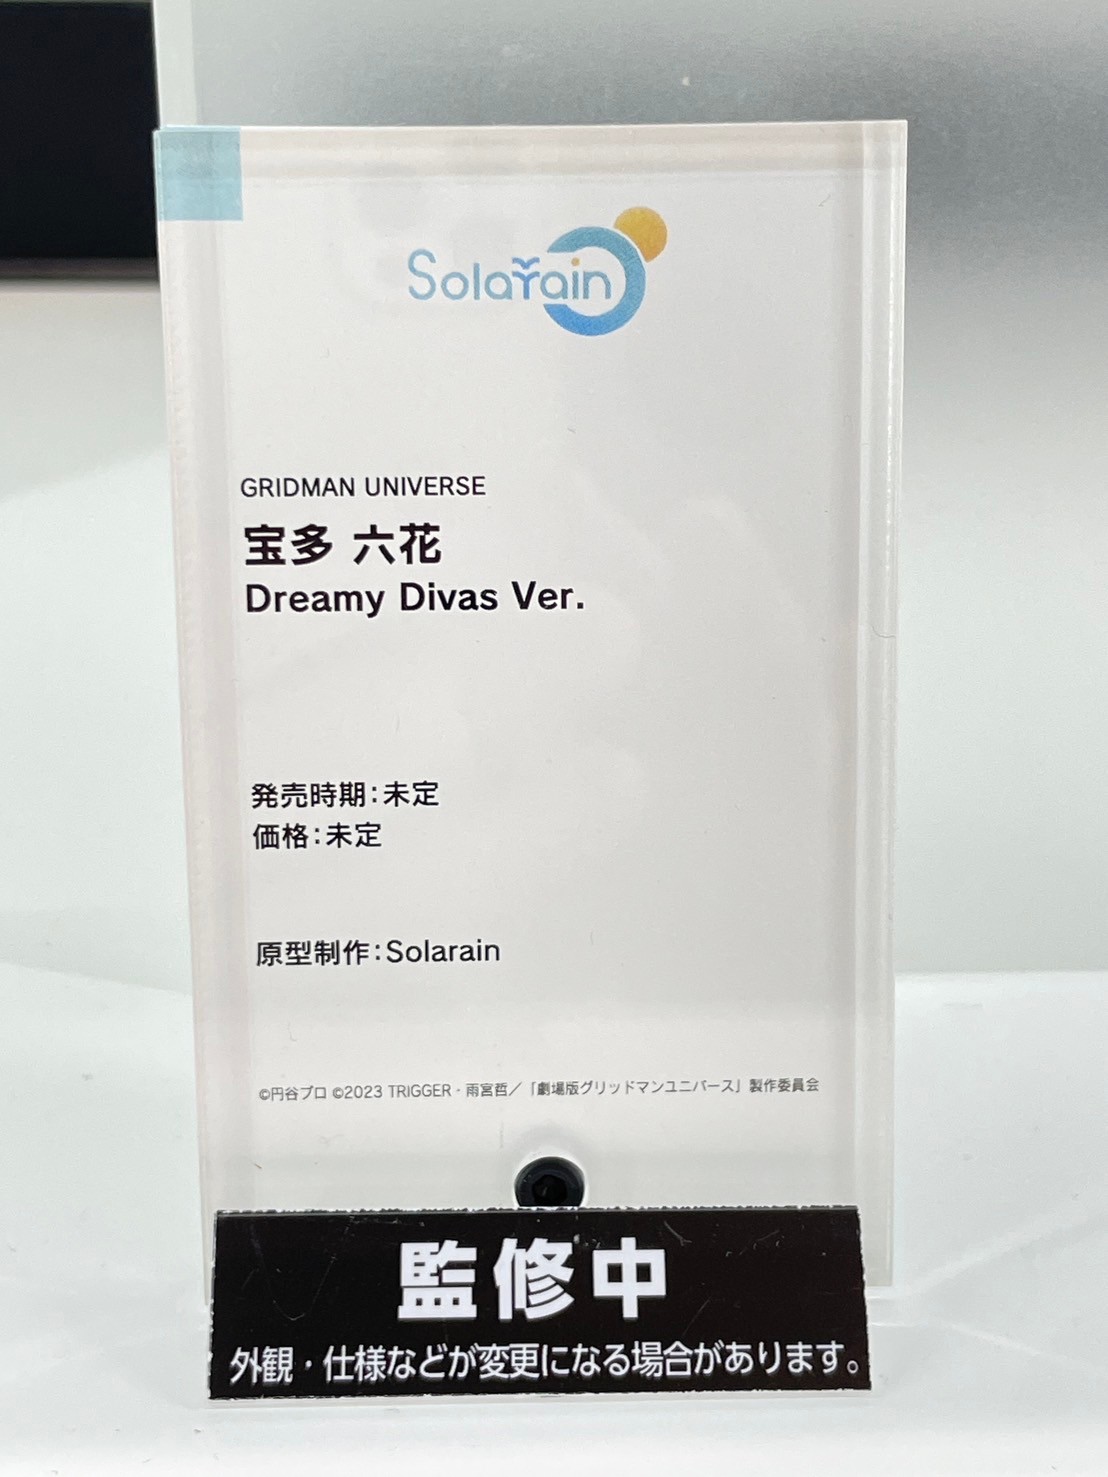 Solarain
GRIDMAN UNIVERSE
宝多 六花
Dreamy Divas Ver.
発売時期：未定
価格：未定
原型制作：Solarain
©円谷プロ ©2023 TRIGGER・雨宮哲／「劇場版グリッドマンユニバース」製作委員会
監修中
外観・仕様などが変更になる場合があります。